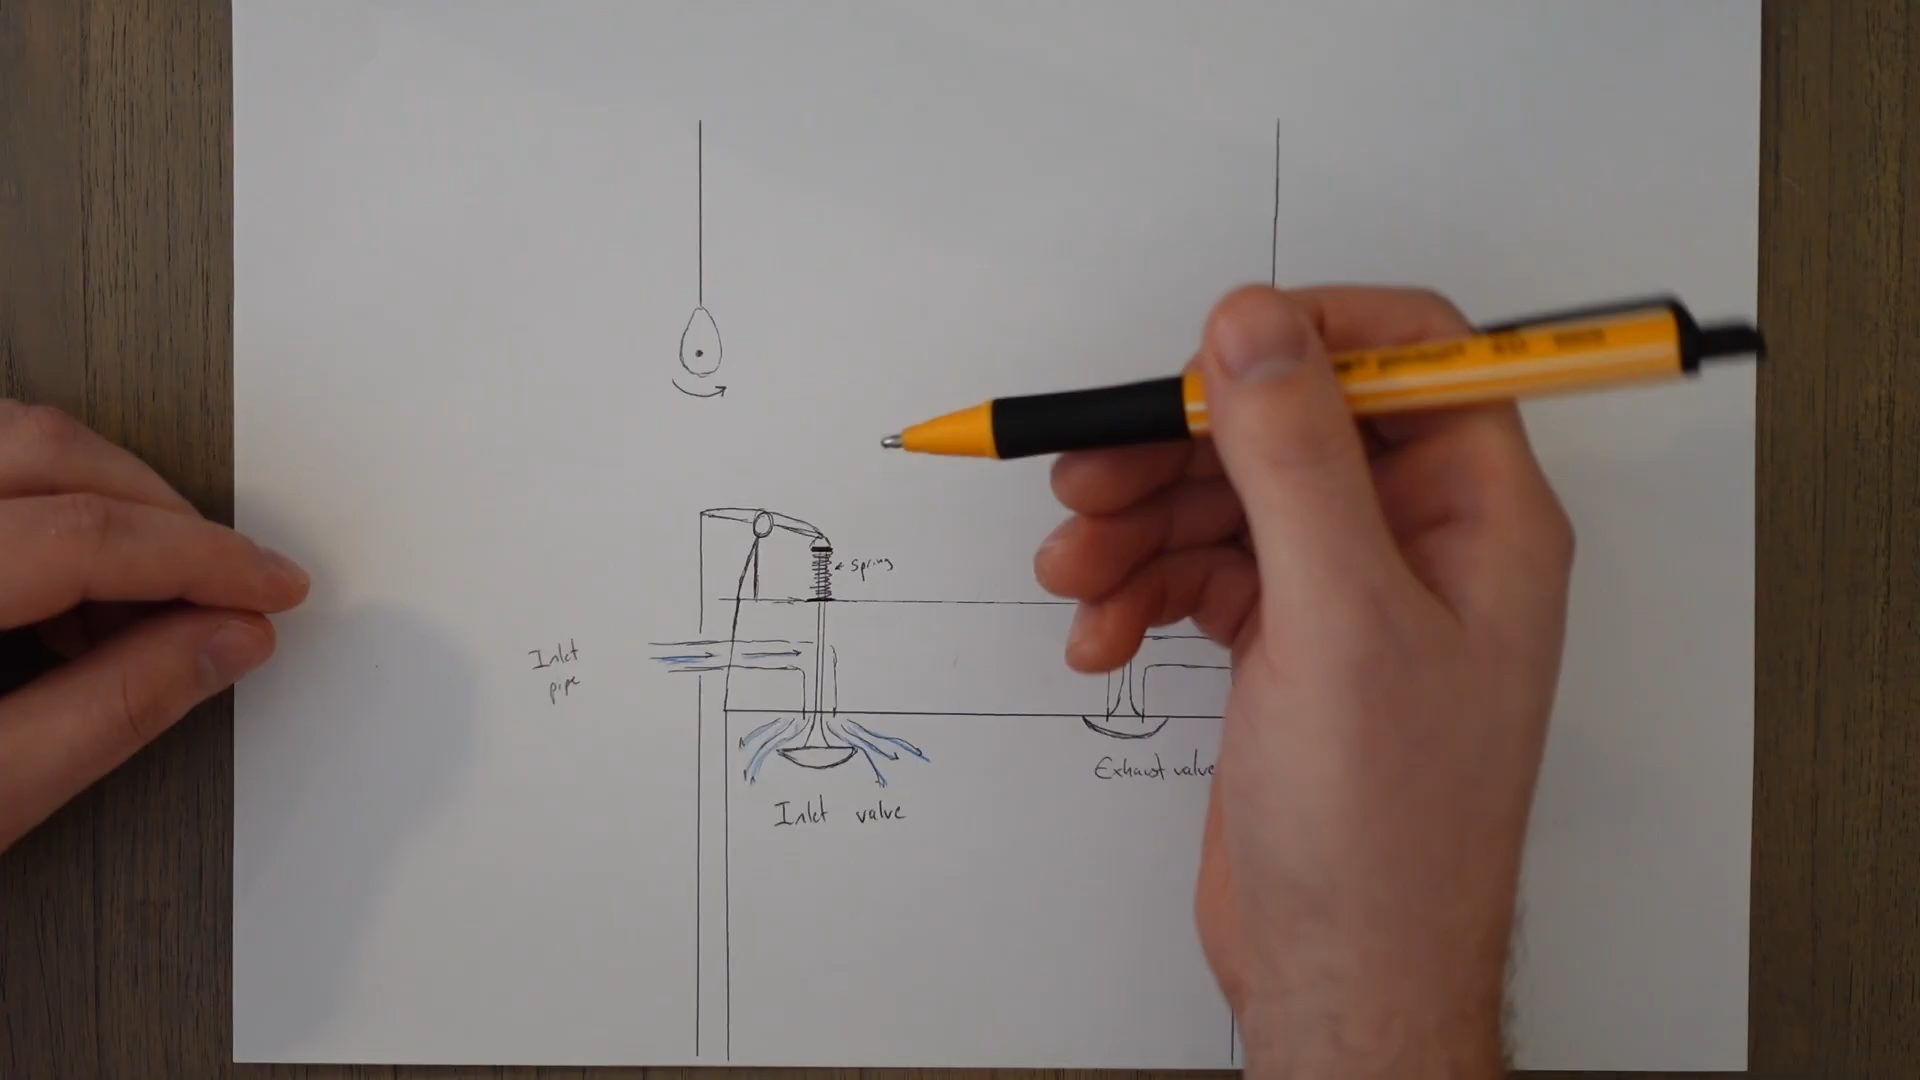 spring
Inlet
pipe
Inlet valve
Exhaust valve